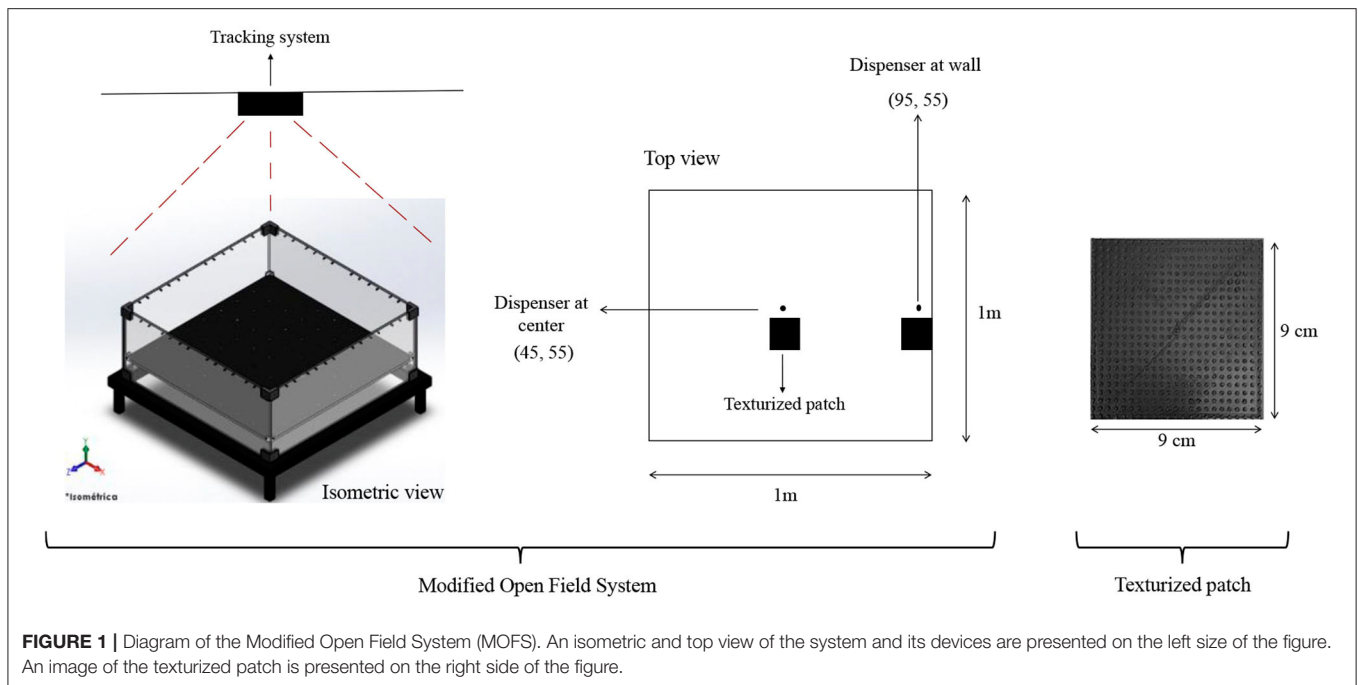 Tracking system
Y
Z
X
*Isométrica
Isometric view
Dispenser at wall
(95, 55)
Top view
Dispenser at
center
(45, 55)
Texturized patch
1m
1m
9 cm
9 cm
Modified Open Field System
Texturized patch
FIGURE 1 | Diagram of the Modified Open Field System (MOFS). An isometric and top view of the system and its devices are presented on the left size of the figure.
An image of the texturized patch is presented on the right side of the figure.